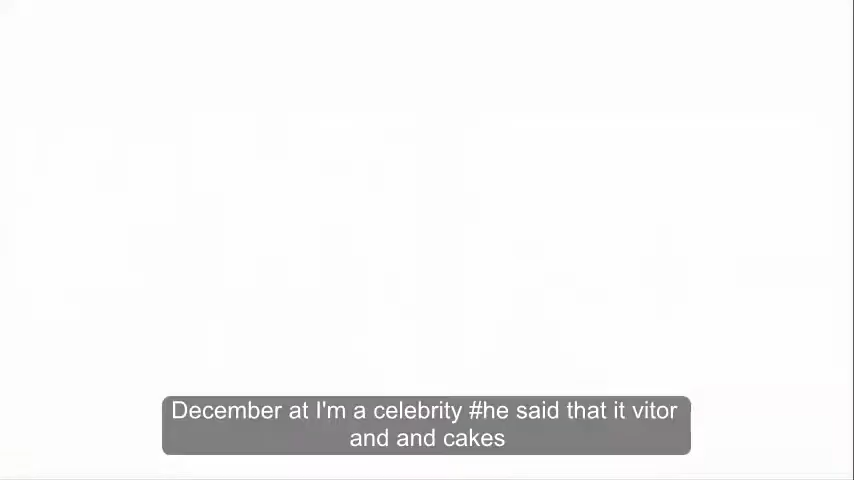 December at I'm a celebrity #he said that it vitor
and and cakes